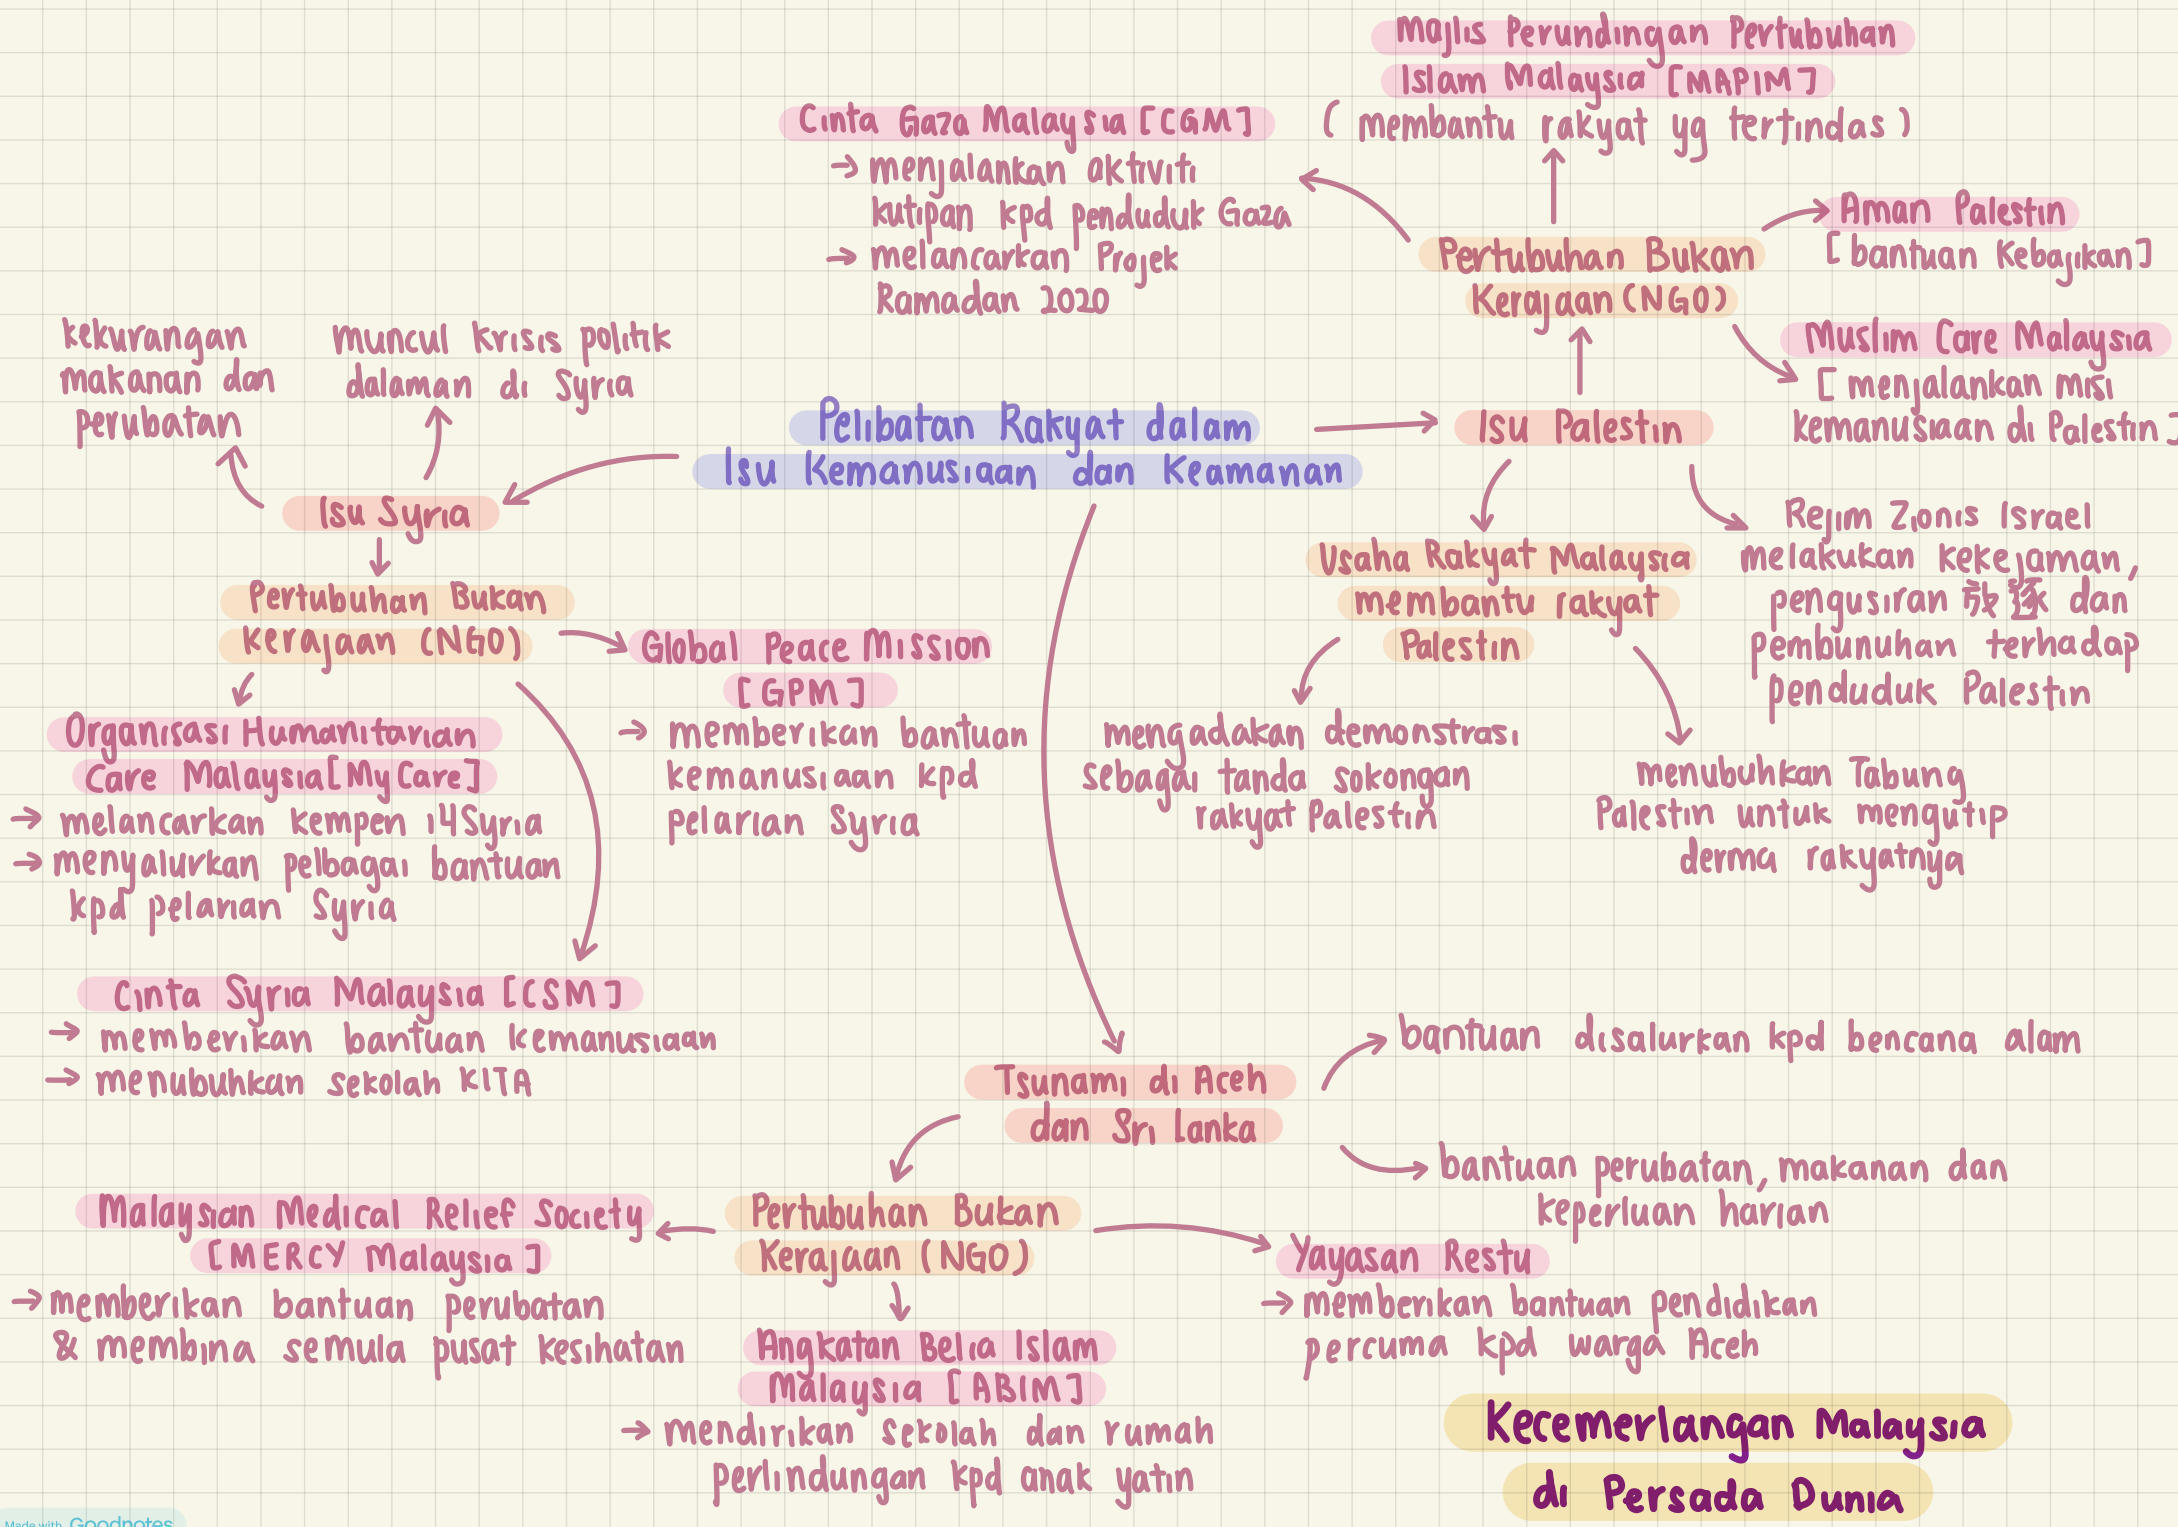 Majlis Perundingan Pertubuhan
Islam Malaysia [MAPIM]
( membantu rakyat yg tertindas )
Cinta Gaza Malaysia [CGM]
→ menjalankan aktiviti
kutipan kpd penduduk Gaza
→ melancarkan Projek
Ramadan 2020
Pertubuhan Bukan
Kerajaan (NGO)
Aman Palestin
[bantuan Kebajikan]
Muslim Care Malaysia
[menjalankan misi
kemanusiaan di Palestin]
kekurangan
makanan dan
perubatan
muncul krisis politik
dalaman di Syria
Pelibatan Rakyat dalam
Isu Kemanusiaan dan Keamanan
Isu Palestin
Isu Syria
Rejim Zionis Israel
melakukan kekejaman,
pengusiran 放逐 dan
pembunuhan terhadap
penduduk Palestin
Usaha Rakyat Malaysia
membantu rakyat
Palestin
mengadakan demonstrasi
sebagai tanda sokongan
rakyat Palestin
menubuhkan Tabung
Palestin untuk mengutip
derma rakyatnya
Pertubuhan Bukan
Kerajaan (NGO)
Global Peace Mission
[GPM]
→ memberikan bantuan
kemanusiaan kpd
pelarian Syria
Organisasi Humanitarian
Care Malaysia [MyCare]
→ melancarkan kempen i4Syria
→ menyalurkan pelbagai bantuan
kpd pelarian Syria
Cinta Syria Malaysia [CSM]
→ memberikan bantuan kemanusiaan
→ menubuhkan sekolah KITA
Tsunami di Aceh
dan Sri Lanka
bantuan disalurkan kpd bencana alam
bantuan perubatan, makanan dan
keperluan harian
Pertubuhan Bukan
Kerajaan (NGO)
Malaysian Medical Relief Society
[MERCY Malaysia]
→ memberikan bantuan perubatan
& membina semula pusat kesihatan
Yayasan Restu
→ memberikan bantuan pendidikan
percuma kpd warga Aceh
Angkatan Belia Islam
Malaysia [ABIM]
→ mendirikan sekolah dan rumah
perlindungan kpd anak yatin
Kecemerlangan Malaysia
di Persada Dunia
Made with Goodnotes